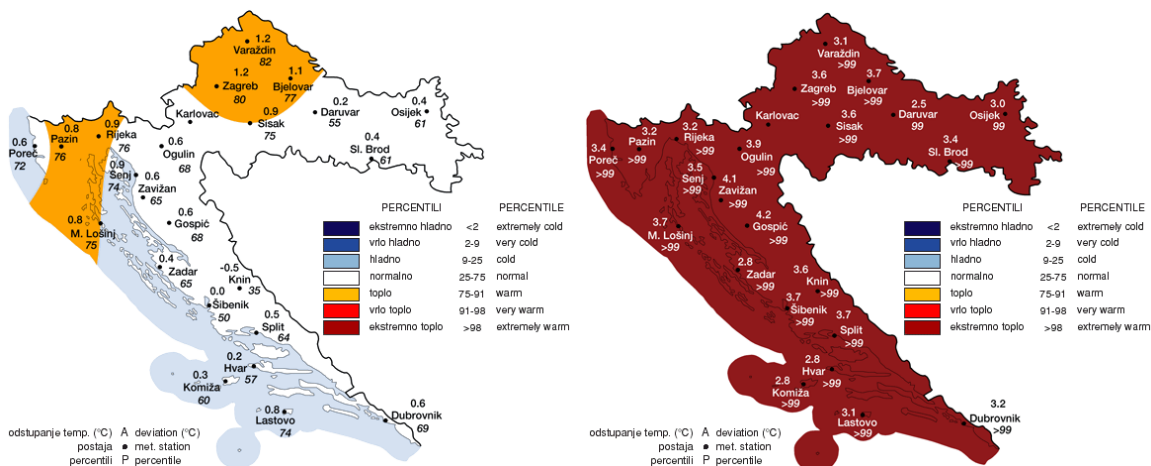 1.2
Varaždin
82
1.2
Zagreb
80
1.1
Bjelovar
77
0.2
Daruvar
55
0.4
Osijek
61
Karlovac
0.9
Sisak
75
0.4
Sl. Brod
61
0.6
Poreč
72
0.8
Pazin
76
0.9
Rijeka
76
0.6
Ogulin
68
0.9
Senj
74
0.6
Zavižan
65
0.6
Gospić
68
0.8
M. Lošinj
75
0.4
Zadar
65
-0.5
Knin
35
0.0
Šibenik
50
0.5
Split
64
0.2
Hvar
57
0.3
Komiža
60
0.8
Lastovo
74
0.6
Dubrovnik
69
PERCENTILI PERCENTILE
ekstremno hladno <2 extremely cold
vrlo hladno 2-9 very cold
hladno 9-25 cold
normalno 25-75 normal
toplo 75-91 warm
vrlo toplo 91-98 very warm
ekstremno toplo >98 extremely warm
odstupanje temp. (°C) A deviation (°C)
postaja met. station
percentili P percentile
3.1
Varaždin
>99
3.6
Zagreb
>99
3.7
Bjelovar
>99
2.5
Daruvar
99
3.0
Osijek
99
Karlovac
3.6
Sisak
>99
3.4
Sl. Brod
>99
3.4
Poreč
>99
3.2
Pazin
>99
3.2
Rijeka
>99
3.9
Ogulin
>99
3.5
Senj
>99
4.1
Zavižan
>99
4.2
Gospić
>99
3.7
M. Lošinj
>99
2.8
Zadar
>99
3.6
Knin
>99
3.7
Šibenik
>99
3.7
Split
>99
2.8
Hvar
>99
2.8
Komiža
>99
3.1
Lastovo
>99
3.2
Dubrovnik
>99
PERCENTILI PERCENTILE
ekstremno hladno <2 extremely cold
vrlo hladno 2-9 very cold
hladno 9-25 cold
normalno 25-75 normal
toplo 75-91 warm
vrlo toplo 91-98 very warm
ekstremno toplo >98 extremely warm
odstupanje temp. (°C) A deviation (°C)
postaja met. station
percentili P percentile